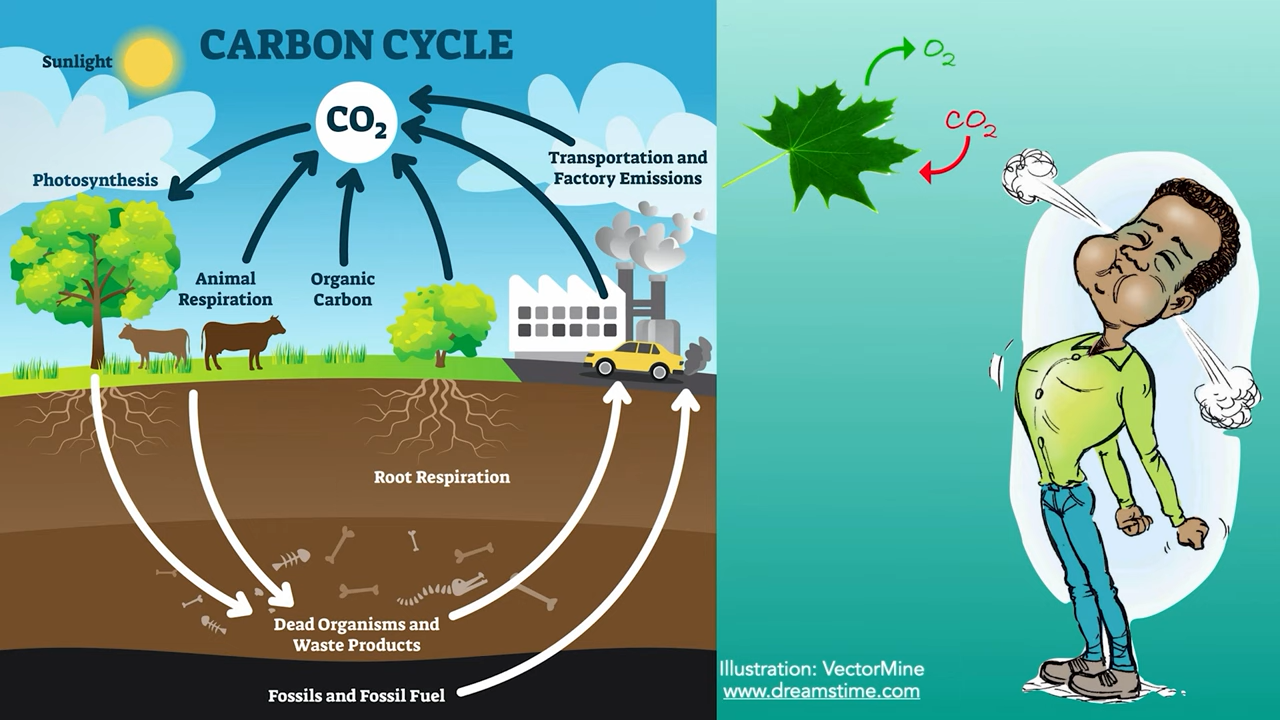 CARBON CYCLE
Sunlight
CO₂
Photosynthesis
Transportation and
Factory Emissions
Animal
Respiration
Organic
Carbon
Root Respiration
Dead Organisms and
Waste Products
Fossils and Fossil Fuel
O₂
CO₂
Illustration: VectorMine
www.dreamstime.com